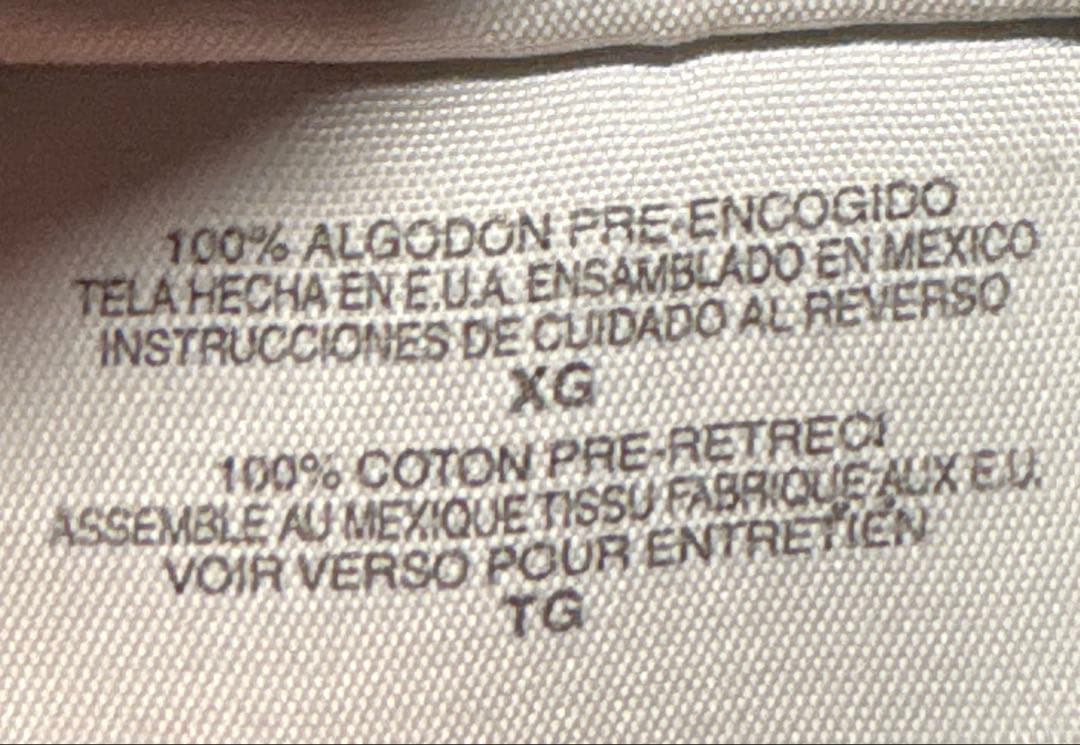 100% ALGODON PRE-ENCOGIDO
TELA HECHA EN E.U.A. ENSAMBLADO EN MEXICO
INSTRUCCIONES DE CUIDADO AL REVERSO
XG
100% COTON PRE-RETRECI
ASSEMBLE AU MEXIQUE TISSU FABRIQUE AUX E.U.
VOIR VERSO POUR ENTRETIEN
TG